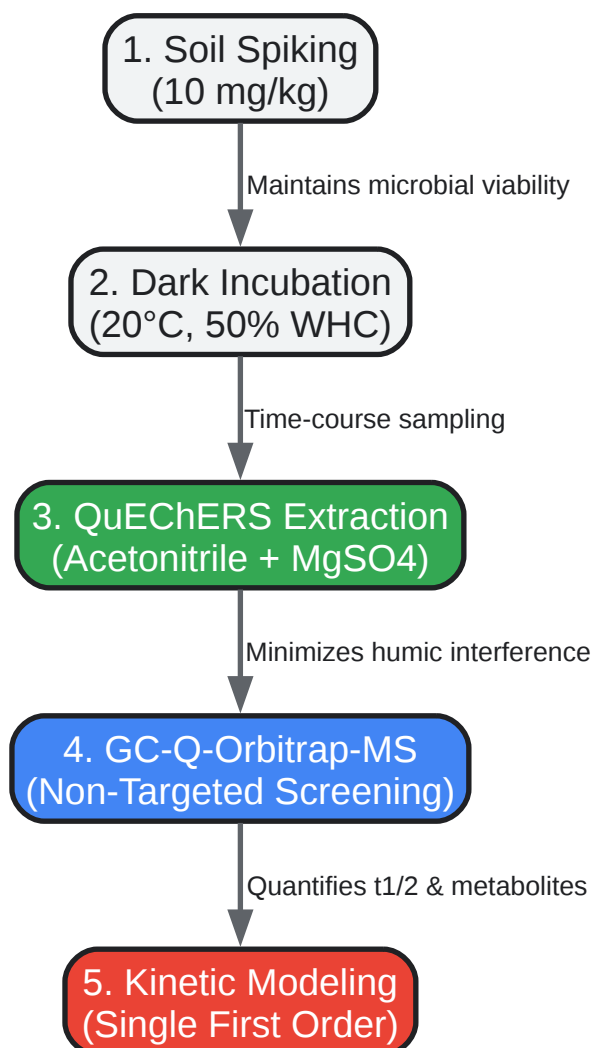 1. Soil Spiking
(10 mg/kg)
Maintains microbial viability
2. Dark Incubation
(20°C, 50% WHC)
Time-course sampling
3. QuEChERS Extraction
(Acetonitrile + MgSO4)
Minimizes humic interference
4. GC-Q-Orbitrap-MS
(Non-Targeted Screening)
Quantifies t1/2 & metabolites
5. Kinetic Modeling
(Single First Order)